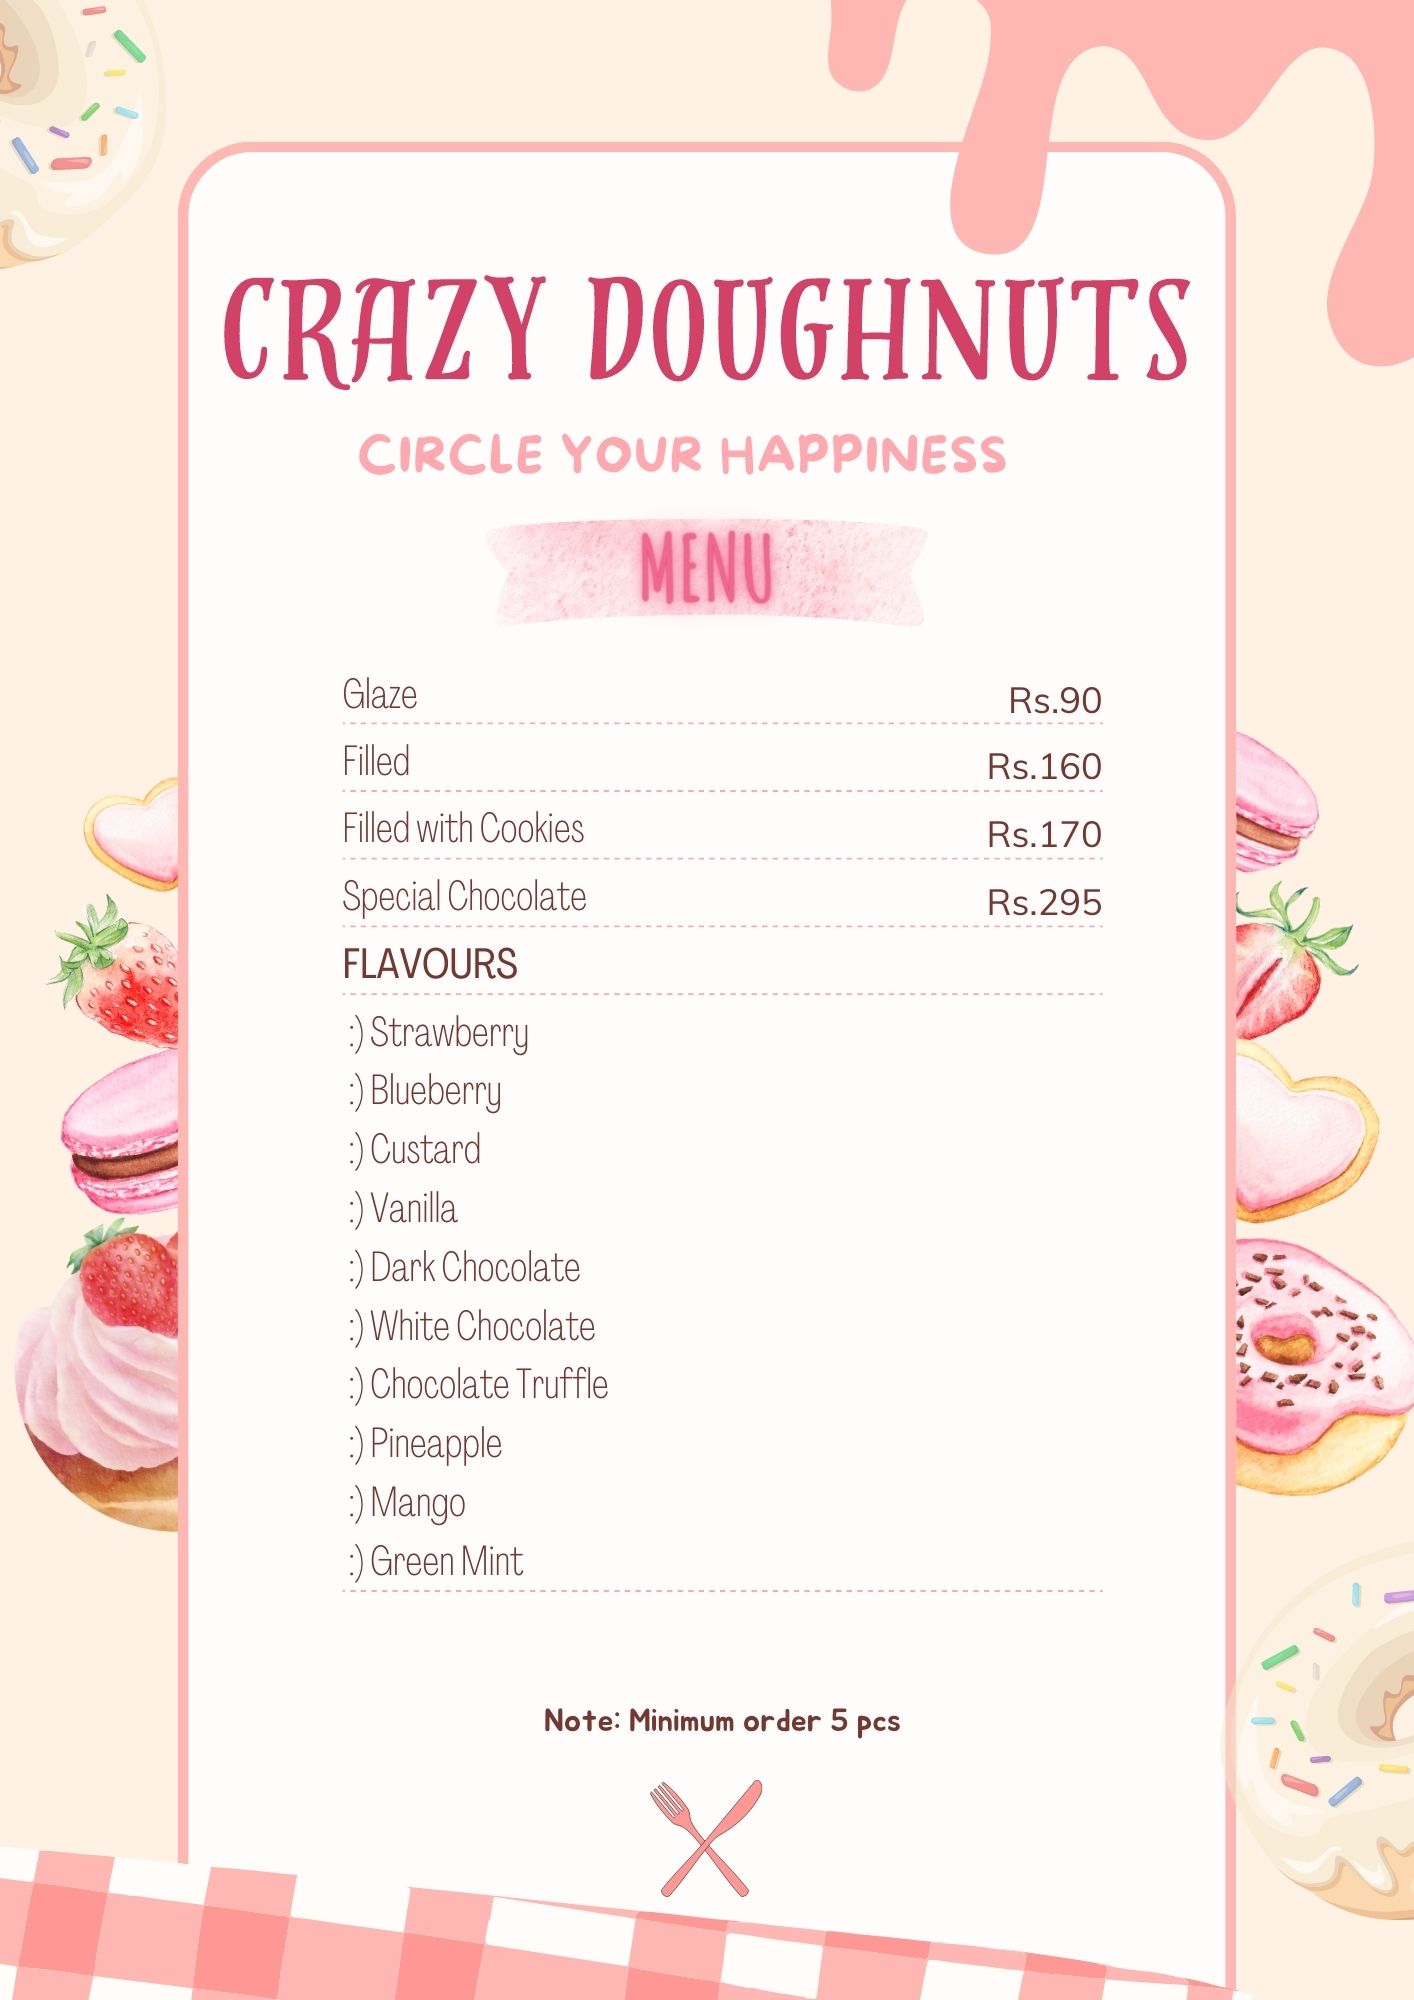 CRAZY DOUGHNUTS
CIRCLE YOUR HAPPINESS
MENU
Glaze Rs.90
Filled Rs.160
Filled with Cookies Rs.170
Special Chocolate Rs.295
FLAVOURS
:) Strawberry
:) Blueberry
:) Custard
:) Vanilla
:) Dark Chocolate
:) White Chocolate
:) Chocolate Truffle
:) Pineapple
:) Mango
:) Green Mint
Note: Minimum order 5 pcs